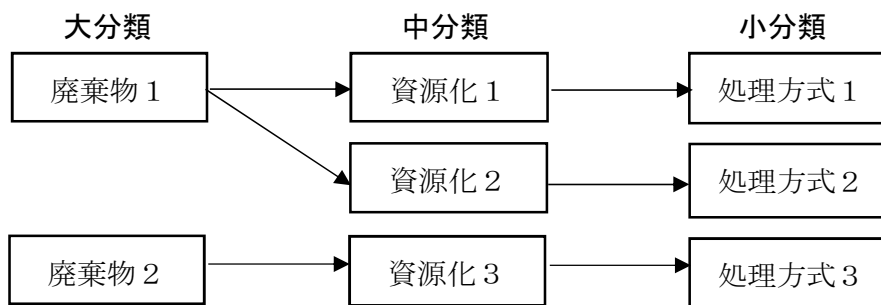 大分類 中分類 小分類
廃棄物１ 資源化１ 処理方式１
資源化２ 処理方式２
廃棄物２ 資源化３ 処理方式３